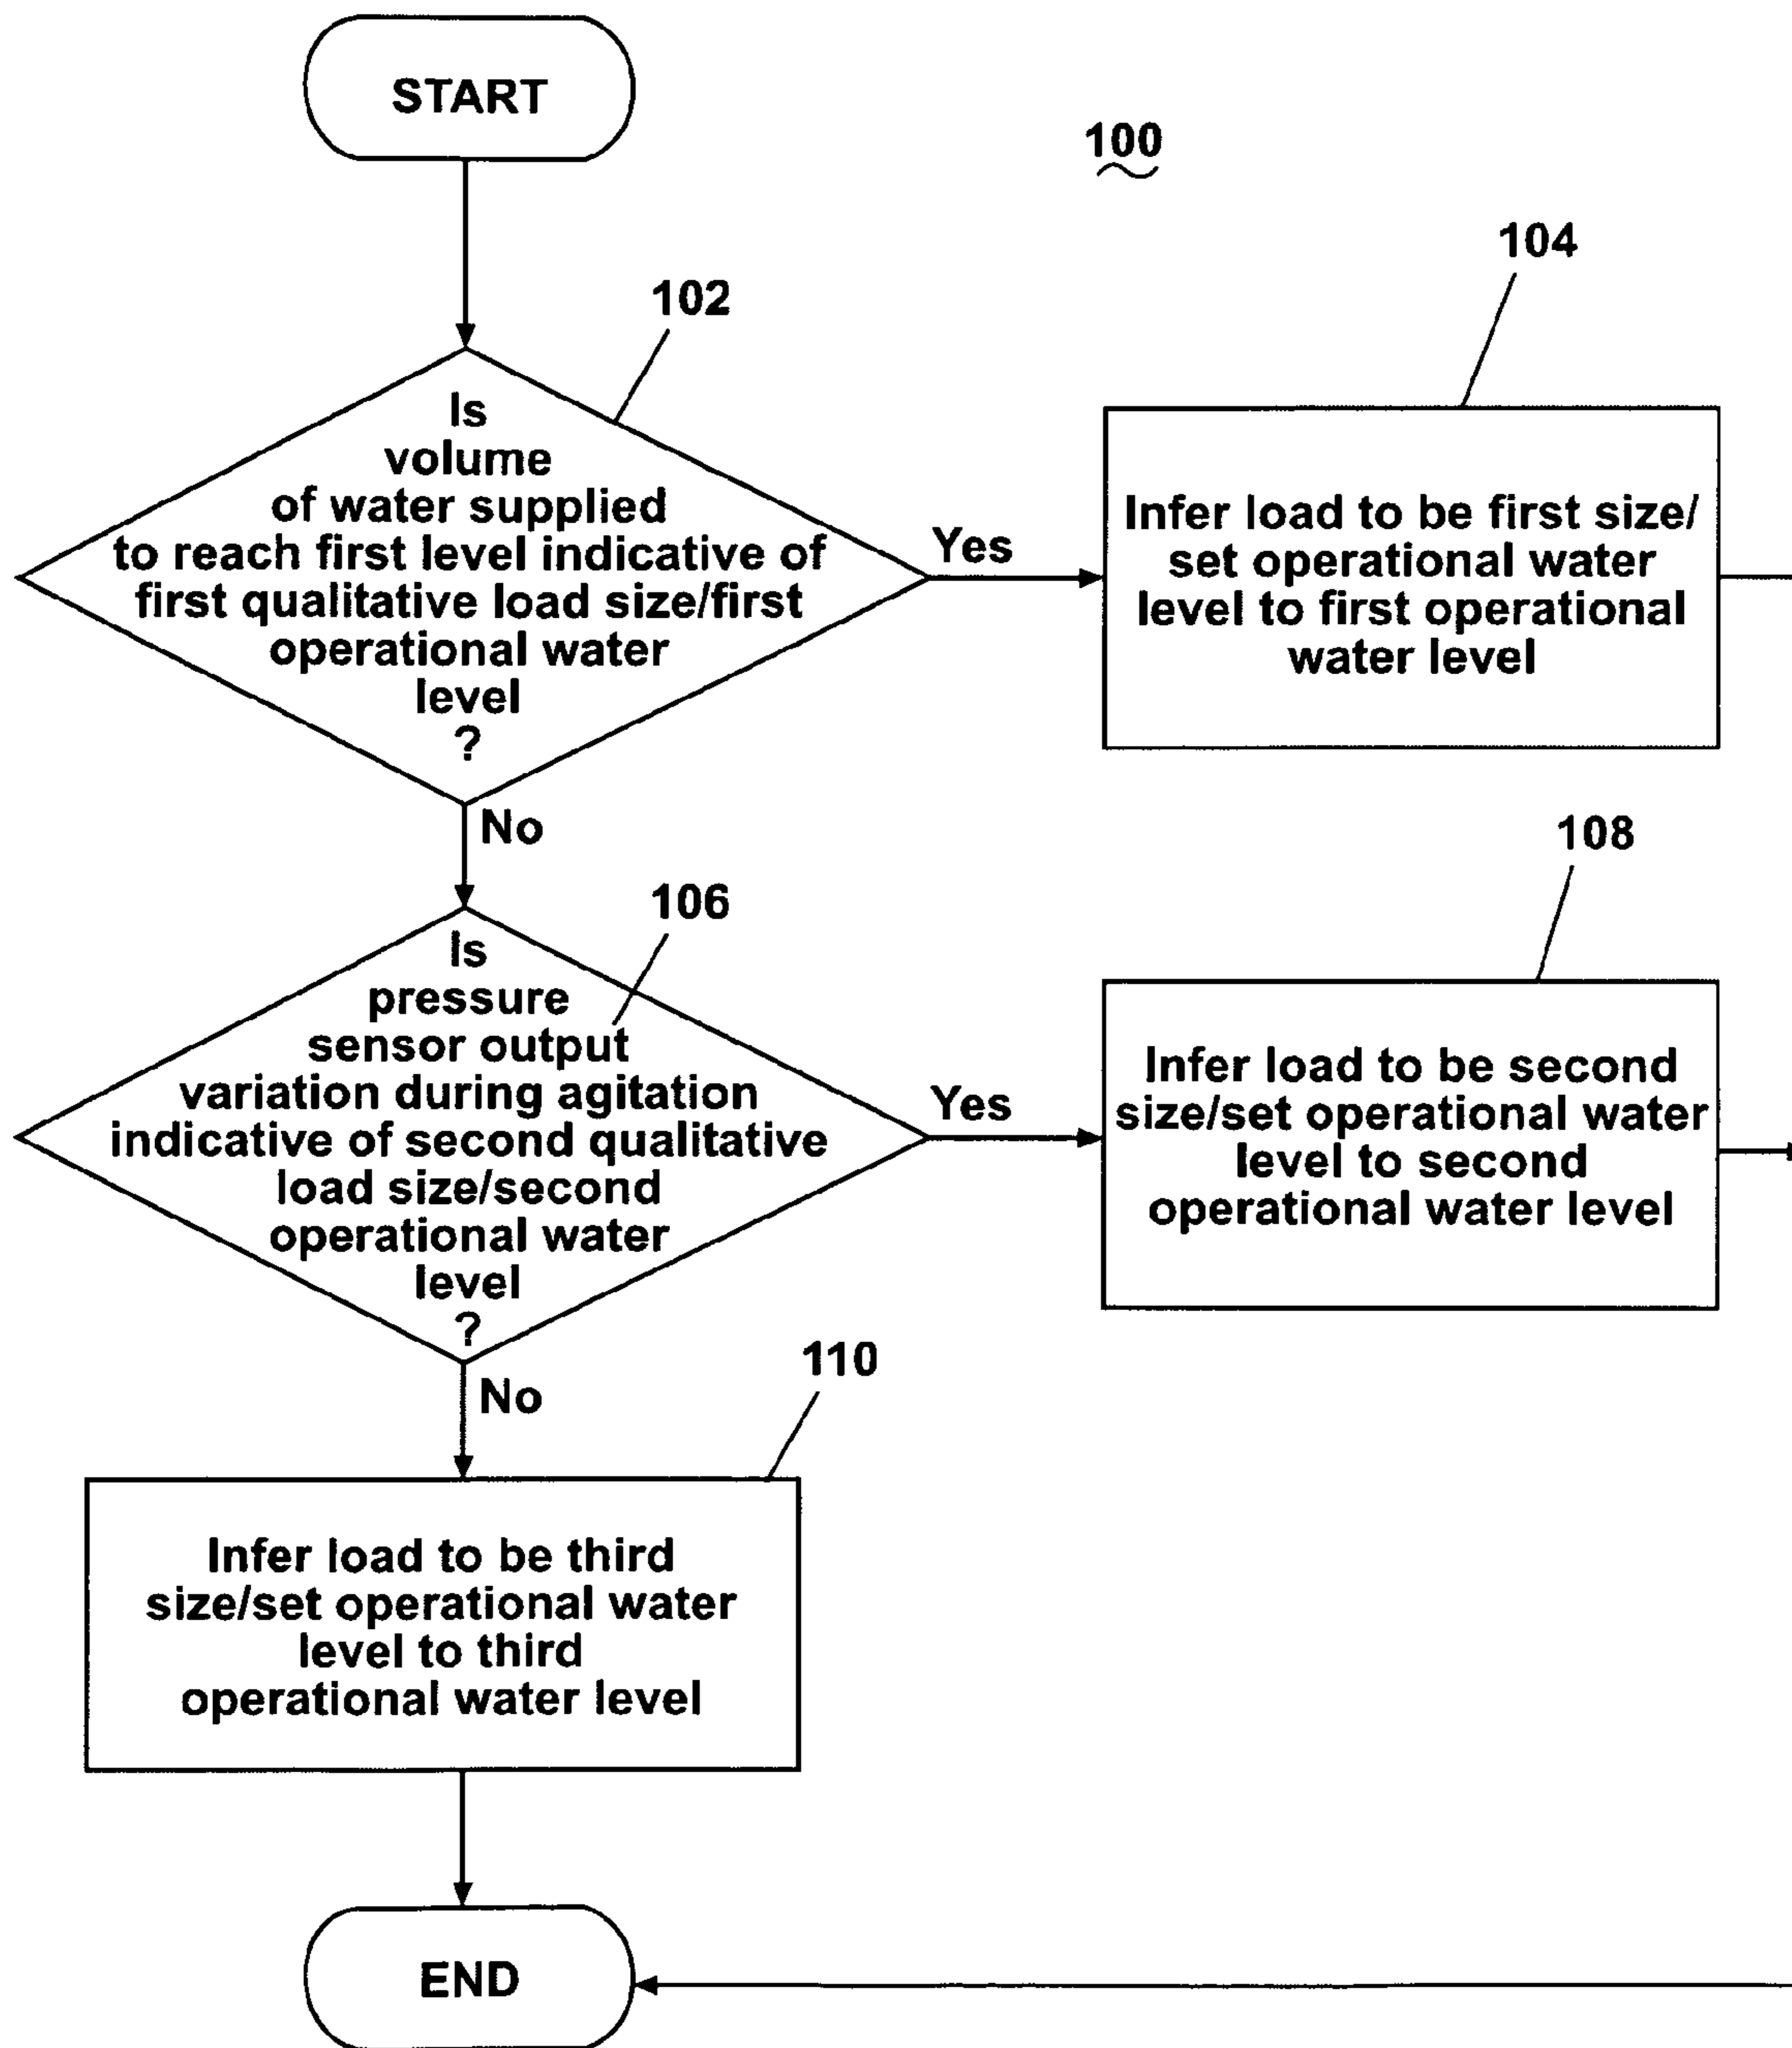 START
100
102
Is
volume
of water supplied
to reach first level indicative of
first qualitative load size/first
operational water
level
?
Yes
104
Infer load to be first size/
set operational water
level to first operational
water level
No
106
Is
pressure
sensor output
variation during agitation
indicative of second qualitative
load size/second
operational water
level
?
Yes
108
Infer load to be second
size/set operational water
level to second
operational water level
No
110
Infer load to be third
size/set operational water
level to third
operational water level
END